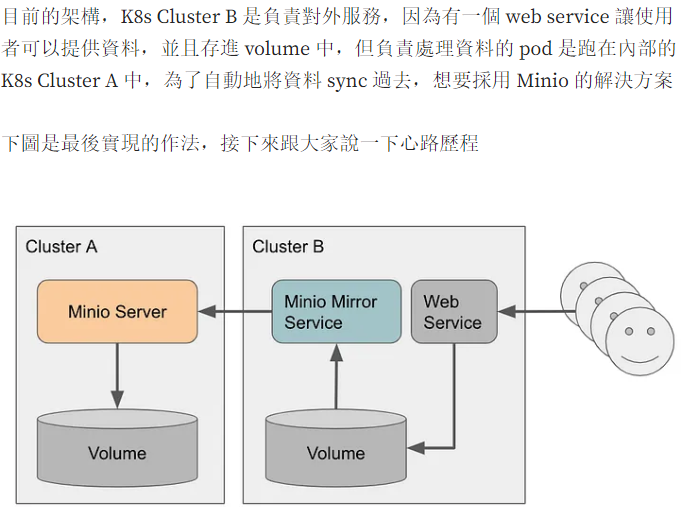 目前的架構，K8s Cluster B 是負責對外服務，因為有一個 web service 讓使用
者可以提供資料，並且存進 volume 中，但負責處理資料的 pod 是跑在內部的
K8s Cluster A 中，為了自動地將資料 sync 過去，想要採用 Minio 的解決方案
下圖是最後實現的作法，接下來跟大家說一下心路歷程
Cluster A
Cluster B
Minio Server
Minio Mirror
Service
Web
Service
Volume
Volume